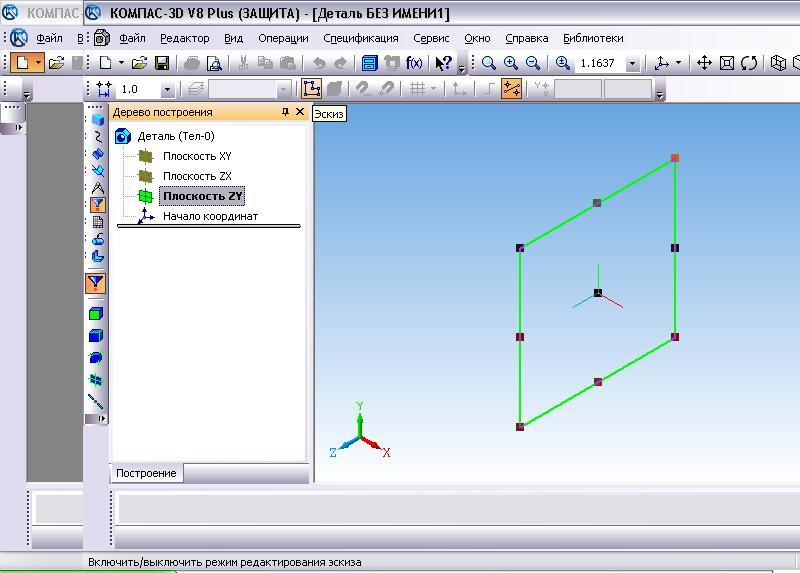 КОМПАС- КОМПАС-3D V8 Plus (ЗАЩИТА) - [Деталь БЕЗ ИМЕНИ1]
Файл В Файл Редактор Вид Операции Спецификация Сервис Окно Справка Библиотеки
f(x) 1.1637
1.0
Дерево построения
Эскиз
Деталь (Тел-0)
Плоскость XY
Плоскость ZX
Плоскость ZY
Начало координат
Y
Z X
Построение
Включить/выключить режим редактирования эскиза